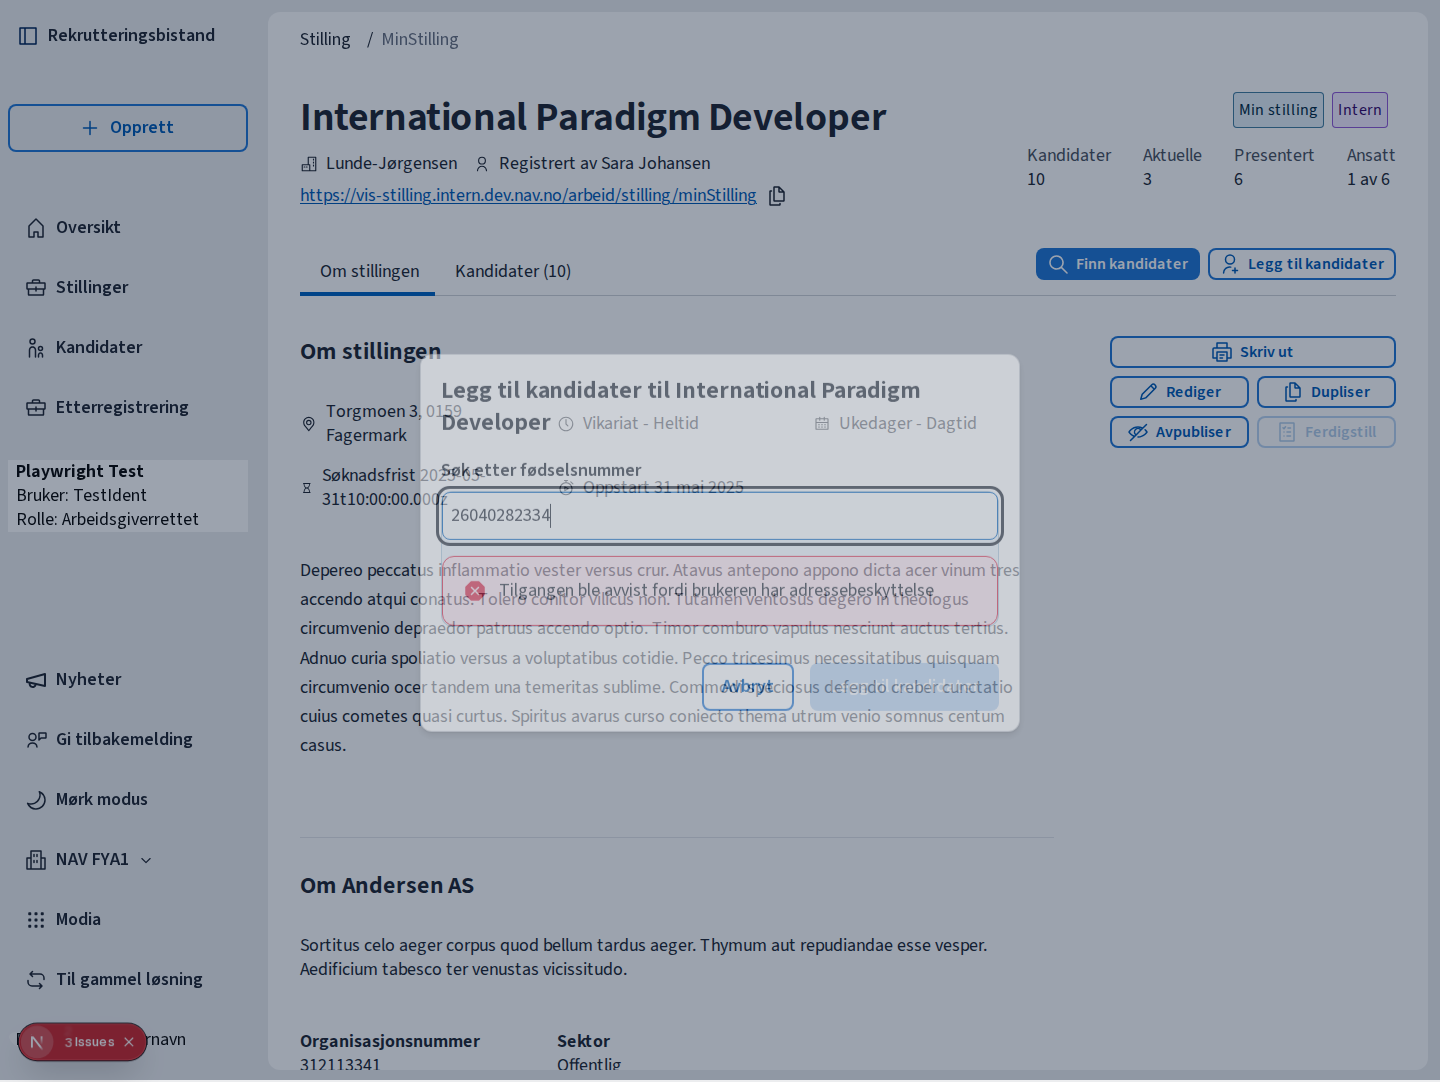 Rekrutteringsbistand
Opprett
Oversikt
Stillinger
Kandidater
Etterregistrering
Playwright Test
Bruker: TestIdent
Rolle: Arbeidsgiverrettet
Nyheter
Gi tilbakemelding
Mørk modus
NAV FYA1
Modia
Til gammel løsning
rnavn
3 Issues
Stilling / MinStilling
International Paradigm Developer
Min stilling
Intern
Lunde-Jørgensen
Registrert av Sara Johansen
Kandidater
10
Aktuelle
3
Presentert
6
Ansatt
1 av 6
https://vis-stilling.intern.dev.nav.no/arbeid/stilling/minStilling
Om stillingen
Kandidater (10)
Finn kandidater
Legg til kandidater
Om stillingen
Skriv ut
Rediger
Dupliser
Avpubliser
Ferdigstill
Torgmoen 3, 0159
Fagermark
Vikariat - Heltid
Ukedager - Dagtid
Søknadsfrist 2025-05-
31t10:00:00.000z
Oppstart 31 mai 2025
Legg til kandidater til International Paradigm
Developer
Søk etter fødselsnummer
26040282334
Tilgangen ble avvist fordi brukeren har adressebeskyttelse
Avbryt
Depereo peccatus inflammatio vester versus crur. Atavus antepono appono dicta acer vinum tres
accendo atqui conatus. Tolero conitor vilicus non. Tutamen ventosus degero in theologus
circumvenio depraedor patruus accendo optio. Timor comburo vapulus nesciunt auctus tertius.
Adnuo curia spoliatio versus a voluptatibus cotidie. Pecco tricesimus necessitatibus quisquam
circumvenio ocer tandem una temeritas sublime. Commodi speciosus defendo creber cunctatio
cuius cometes quasi curtus. Spiritus avarus curso coniecto thema utrum venio somnus centum
casus.
Om Andersen AS
Sortitus celo aeger corpus quod bellum tardus aeger. Thymum aut repudiandae esse vesper.
Aedificium tabesco ter venustas vicissitudo.
Organisasjonsnummer
312113341
Sektor
Offentlig